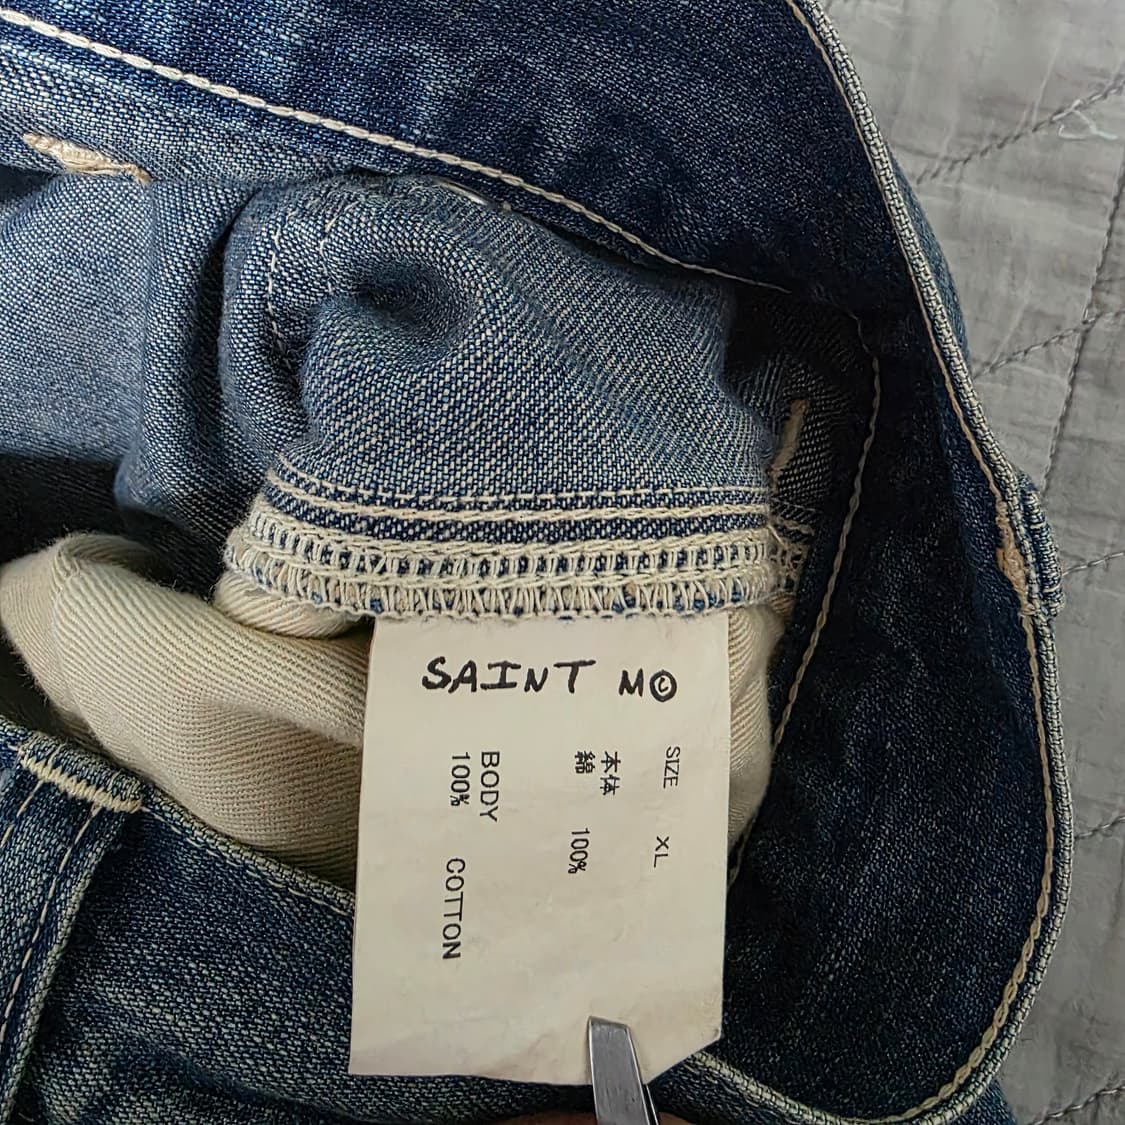 SAINT M©
SIZE XL
本体
綿 100%
BODY
100% COTTON